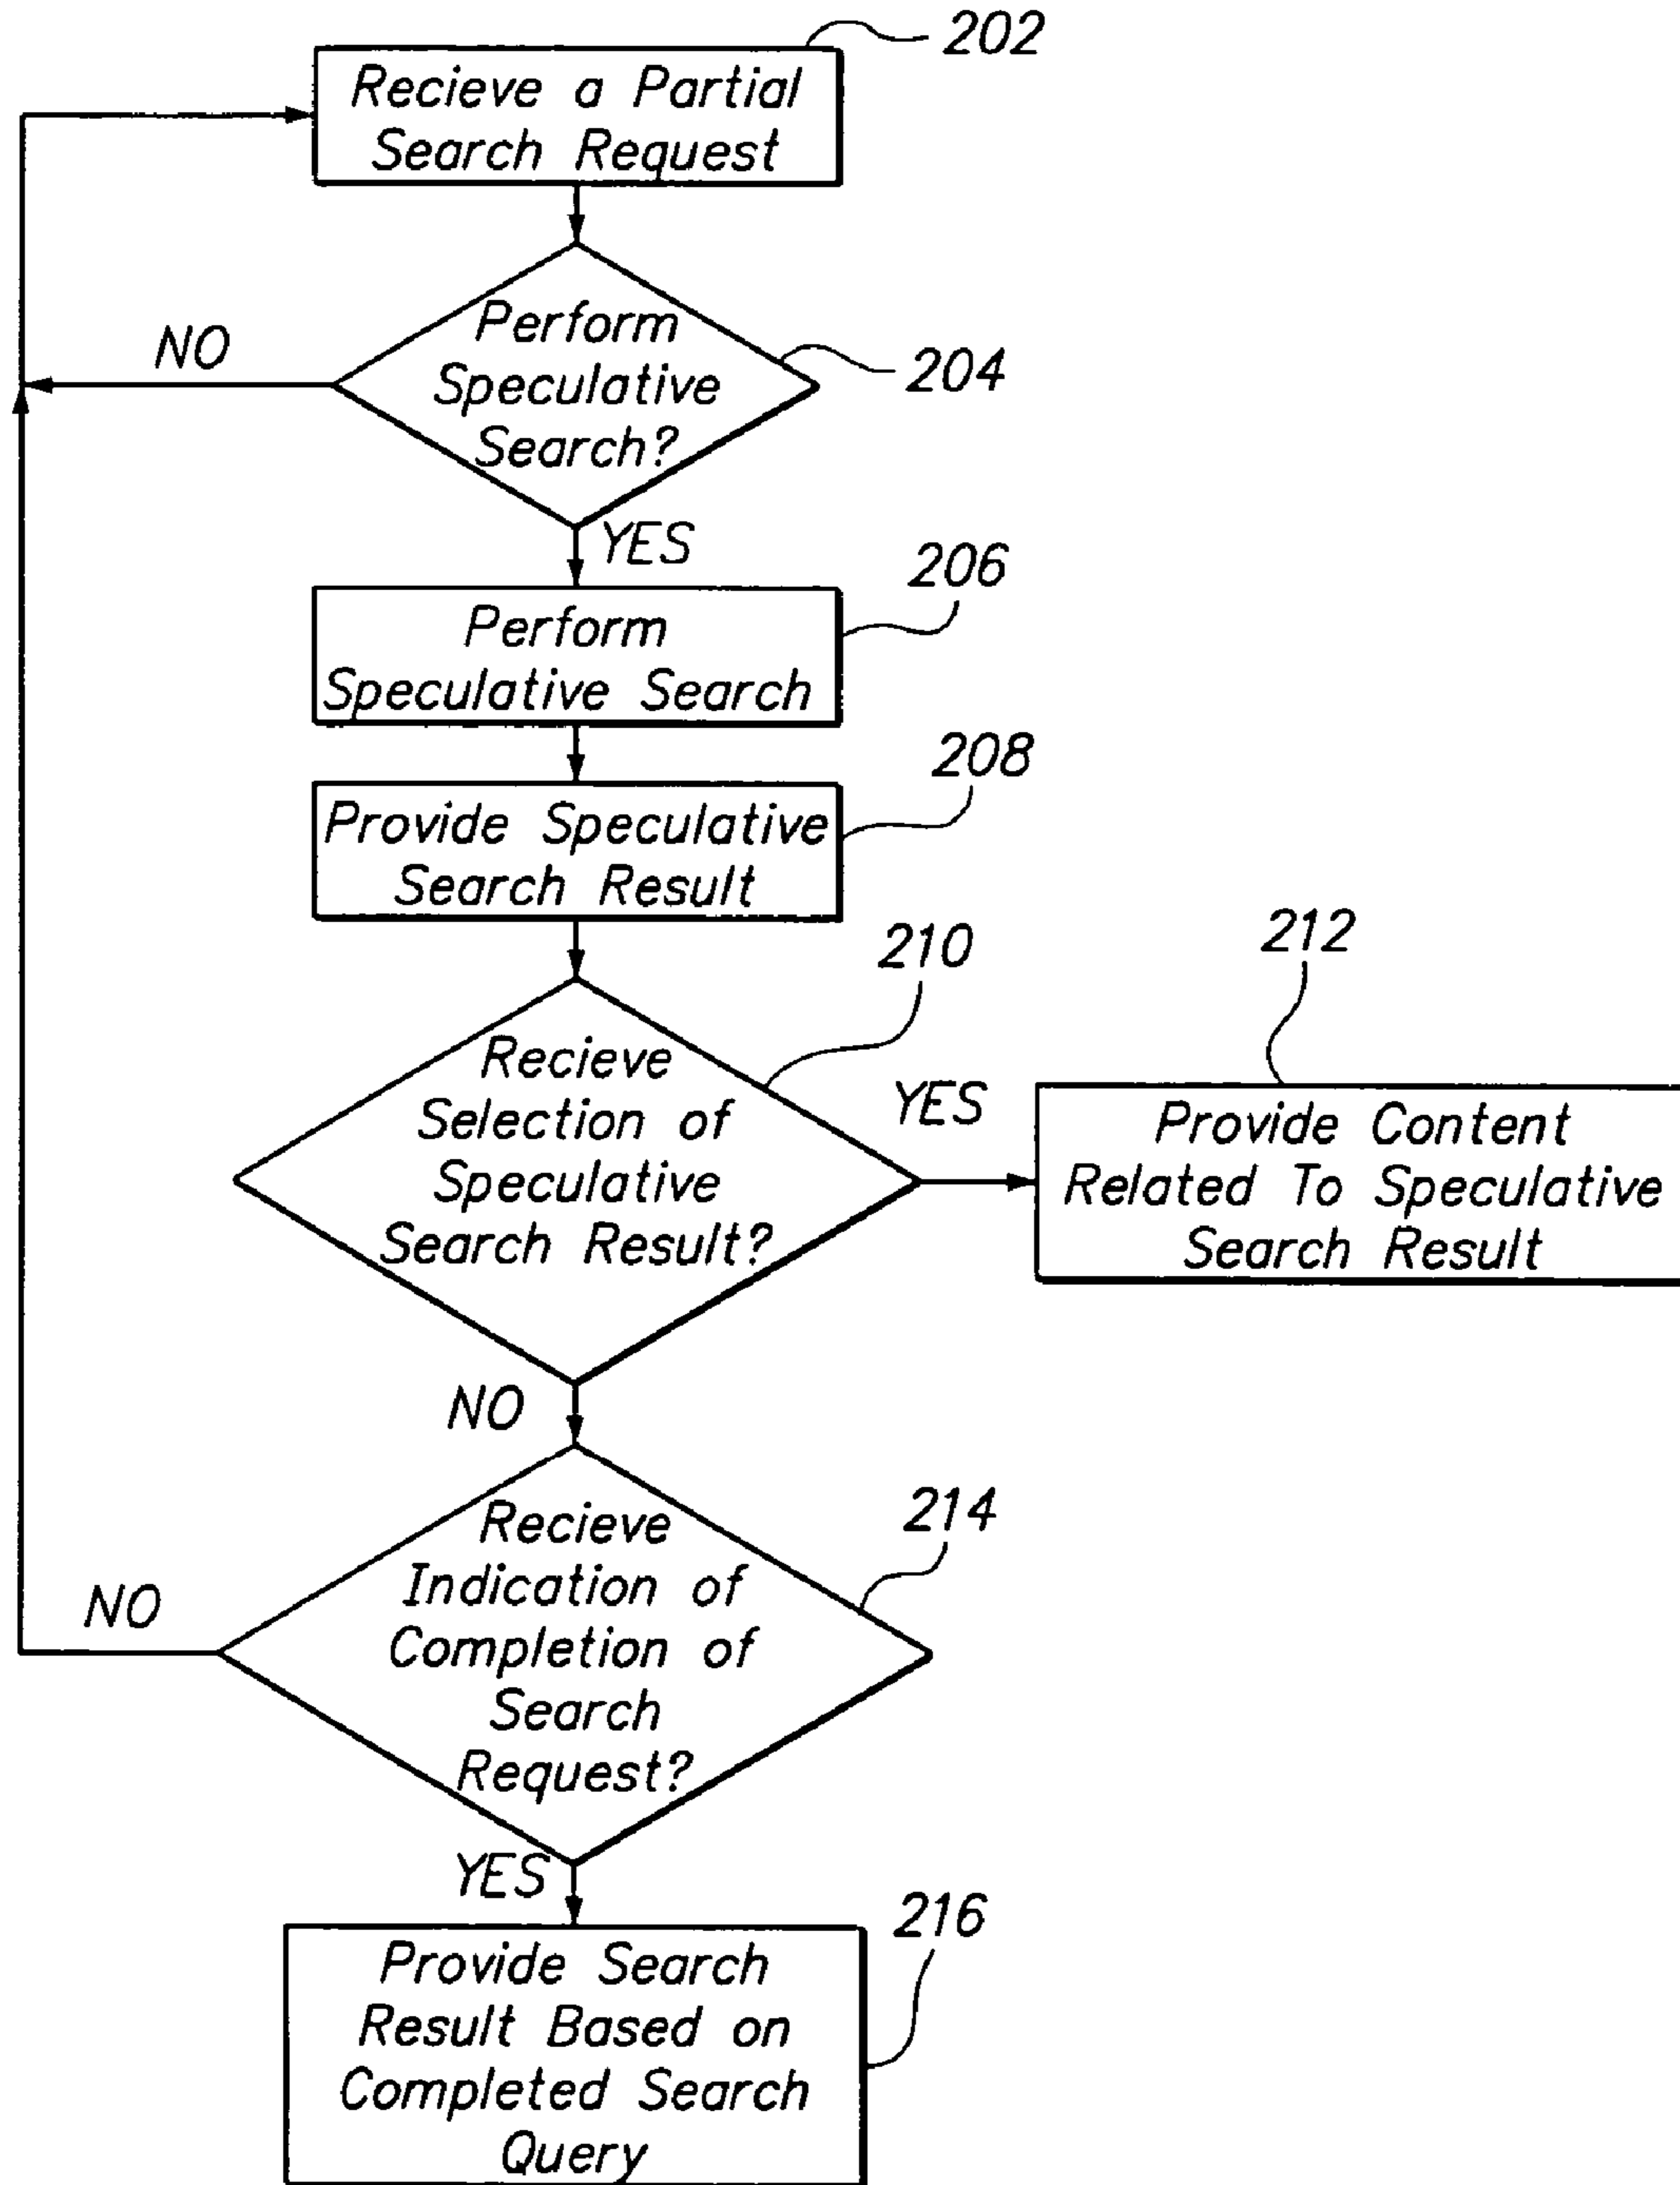 202
Recieve a Partial
Search Request
Perform
Speculative
Search?
204
NO
YES
206
Perform
Speculative Search
208
Provide Speculative
Search Result
210
Recieve
Selection of
Speculative
Search Result?
YES
212
Provide Content
Related To Speculative
Search Result
NO
214
Recieve
Indication of
Completion of
Search
Request?
NO
YES
216
Provide Search
Result Based on
Completed Search
Query